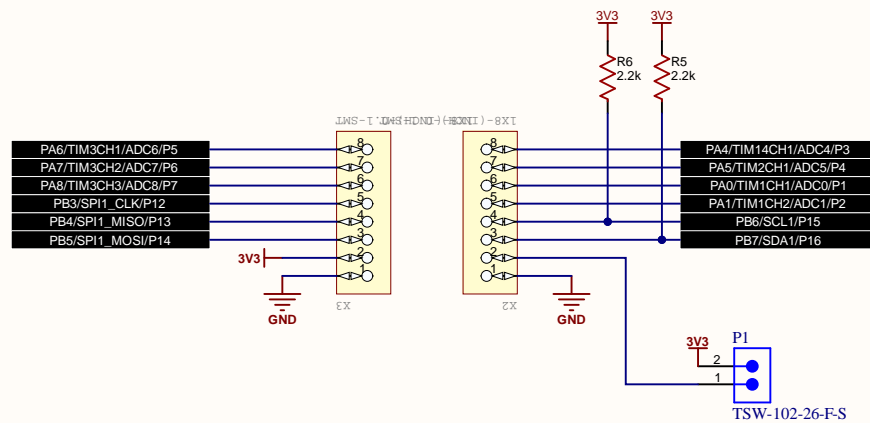 3V3 3V3
R6 R5
2.2k 2.2k
PA6/TIM3CH1/ADC6/P5 8 8 PA4/TIM14CH1/ADC4/P3
PA7/TIM3CH2/ADC7/P6 7 7 PA5/TIM2CH1/ADC5/P4
PA8/TIM3CH3/ADC8/P7 6 6 PA0/TIM1CH1/ADC0/P1
PB3/SPI1_CLK/P12 5 5 PA1/TIM1CH2/ADC1/P2
PB4/SPI1_MISO/P13 4 4 PB6/SCL1/P15
PB5/SPI1_MOSI/P14 3 3 PB7/SDA1/P16
3V3 2 2
1 1
X3 X2
GND GND
3V3 P1
2
1
TSW-102-26-F-S